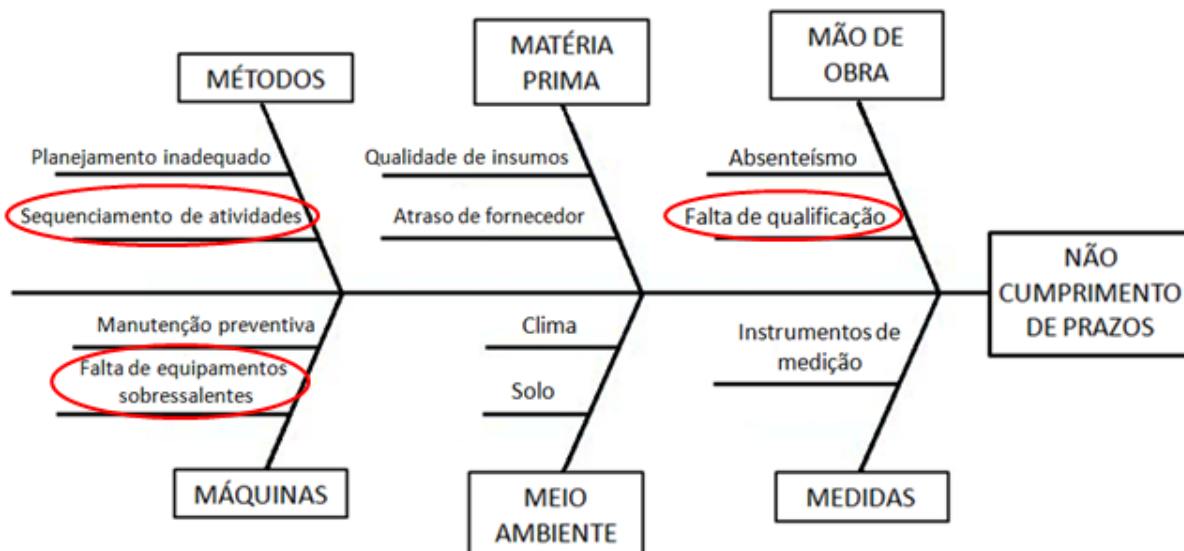 MÉTODOS
MATÉRIA
PRIMA
MÃO DE
OBRA
Planejamento inadequado
Qualidade de insumos
Absenteísmo
Sequenciamento de atividades
Atraso de fornecedor
Falta de qualificação
NÃO
CUMPRIMENTO
DE PRAZOS
Manutenção preventiva
Clima
Instrumentos de
medição
Falta de equipamentos
sobressalentes
Solo
MÁQUINAS
MEIO
AMBIENTE
MEDIDAS